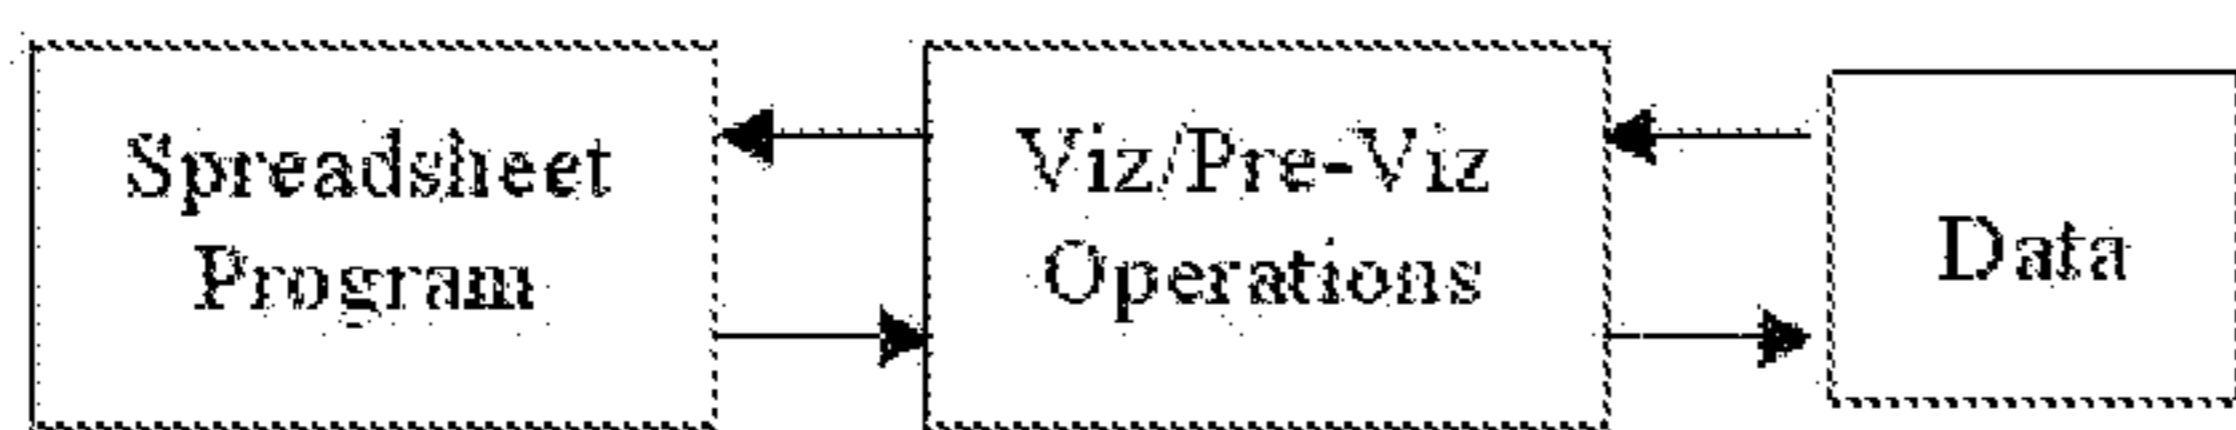 Spreadsheet
Program
Viz/Pre-Viz
Operations
Data